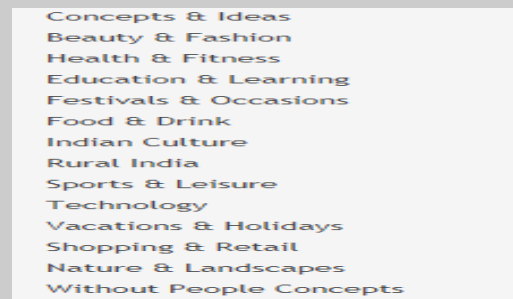 Concepts & Ideas
Beauty & Fashion
Health & Fitness
Education & Learning
Festivals & Occasions
Food & Drink
Indian Culture
Rural India
Sports & Leisure
Technology
Vacations & Holidays
Shopping & Retail
Nature & Landscapes
Without People Concepts